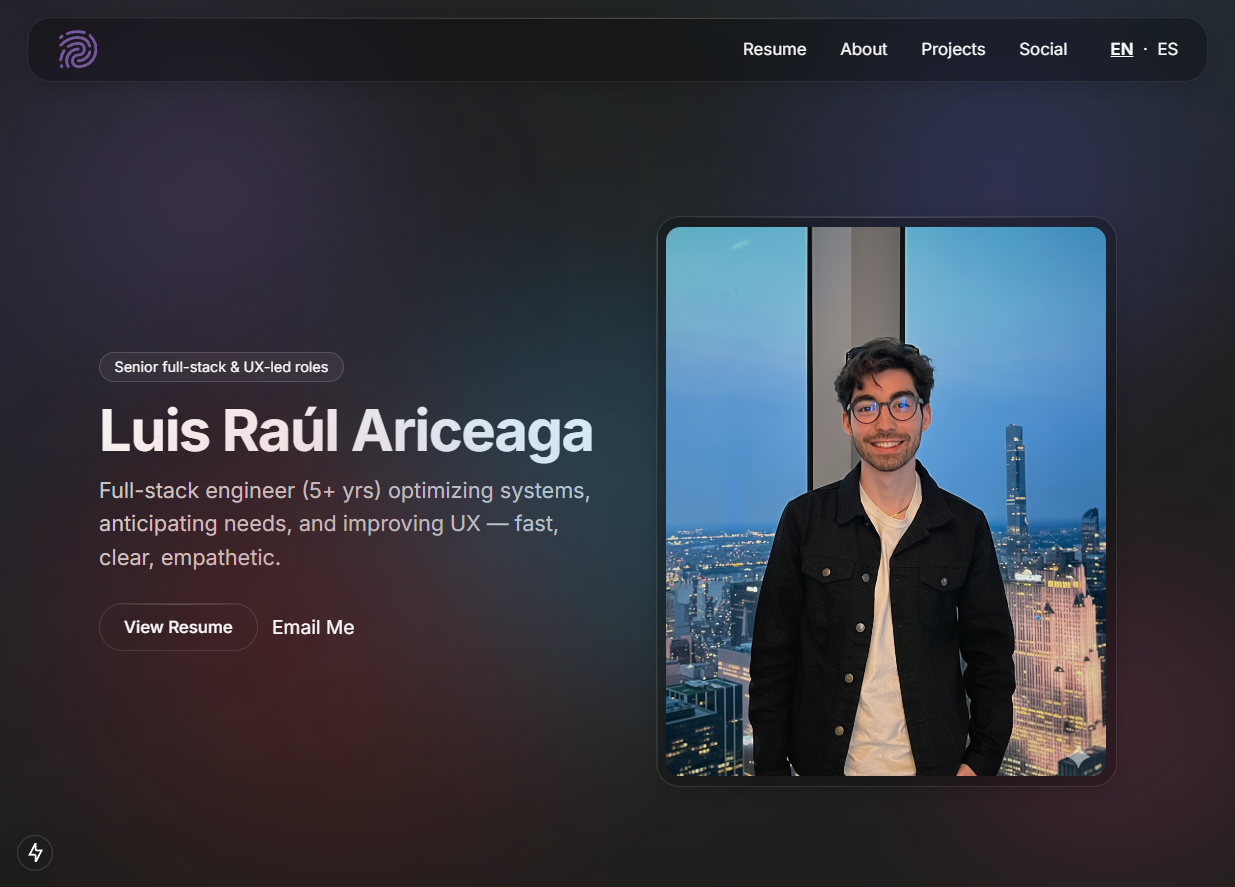 Resume About Projects Social EN · ES
Senior full-stack & UX-led roles
Luis Raúl Ariceaga
Full-stack engineer (5+ yrs) optimizing systems,
anticipating needs, and improving UX — fast,
clear, empathetic.
View Resume Email Me